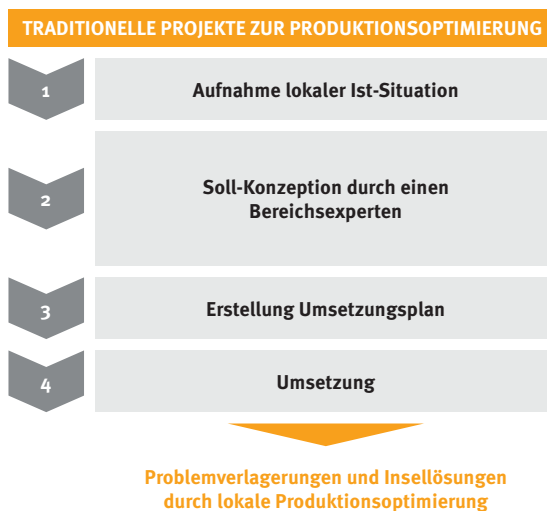 TRADITIONELLE PROJEKTE ZUR PRODUKTIONSOPTIMIERUNG
1
Aufnahme lokaler Ist-Situation
2
Soll-Konzeption durch einen
Bereichsexperten
3
Erstellung Umsetzungsplan
4
Umsetzung
Problemverlagerungen und Insellösungen
durch lokale Produktionsoptimierung